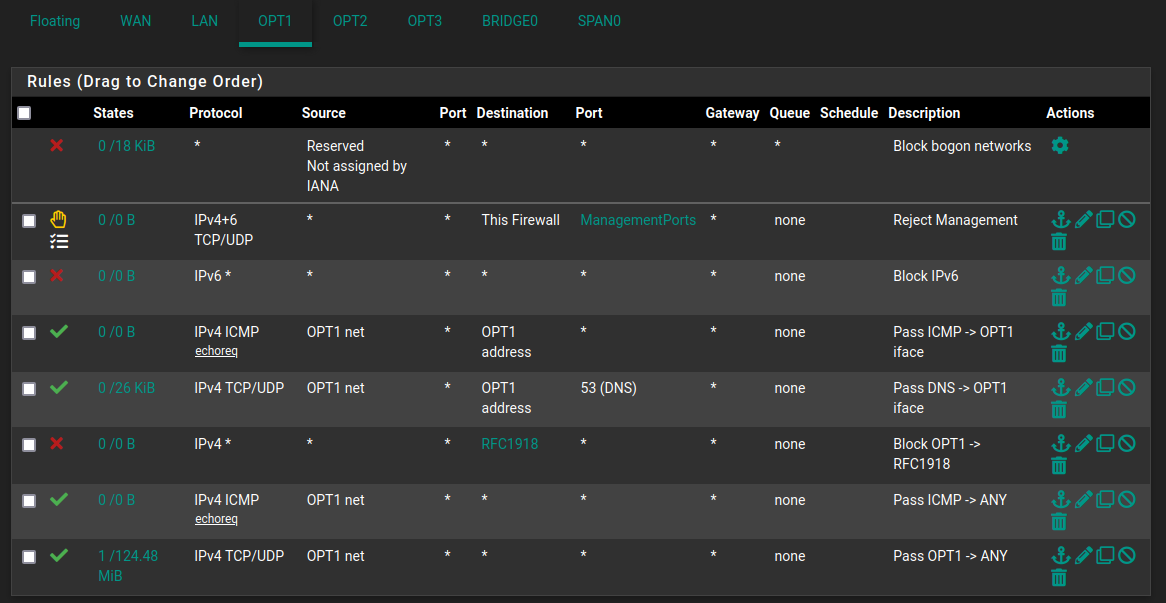 Floating WAN LAN OPT1 OPT2 OPT3 BRIDGE0 SPAN0
Rules (Drag to Change Order)
States Protocol Source Port Destination Port Gateway Queue Schedule Description Actions
0 /18 KiB * Reserved * * * * * Block bogon networks
Not assigned by
IANA
0 /0 B IPv4+6 * * This Firewall ManagementPorts * none Reject Management
TCP/UDP
0 /0 B IPv6 * * * * * * none Block IPv6
0 /0 B IPv4 ICMP OPT1 net * OPT1 * * none Pass ICMP -> OPT1
echoreq address iface
0 /26 KiB IPv4 TCP/UDP OPT1 net * OPT1 53 (DNS) * none Pass DNS -> OPT1
address iface
0 /0 B IPv4 * * * RFC1918 * * none Block OPT1 ->
RFC1918
0 /0 B IPv4 ICMP OPT1 net * * * * none Pass ICMP -> ANY
echoreq
1 /124.48 IPv4 TCP/UDP OPT1 net * * * * none Pass OPT1 -> ANY
MiB